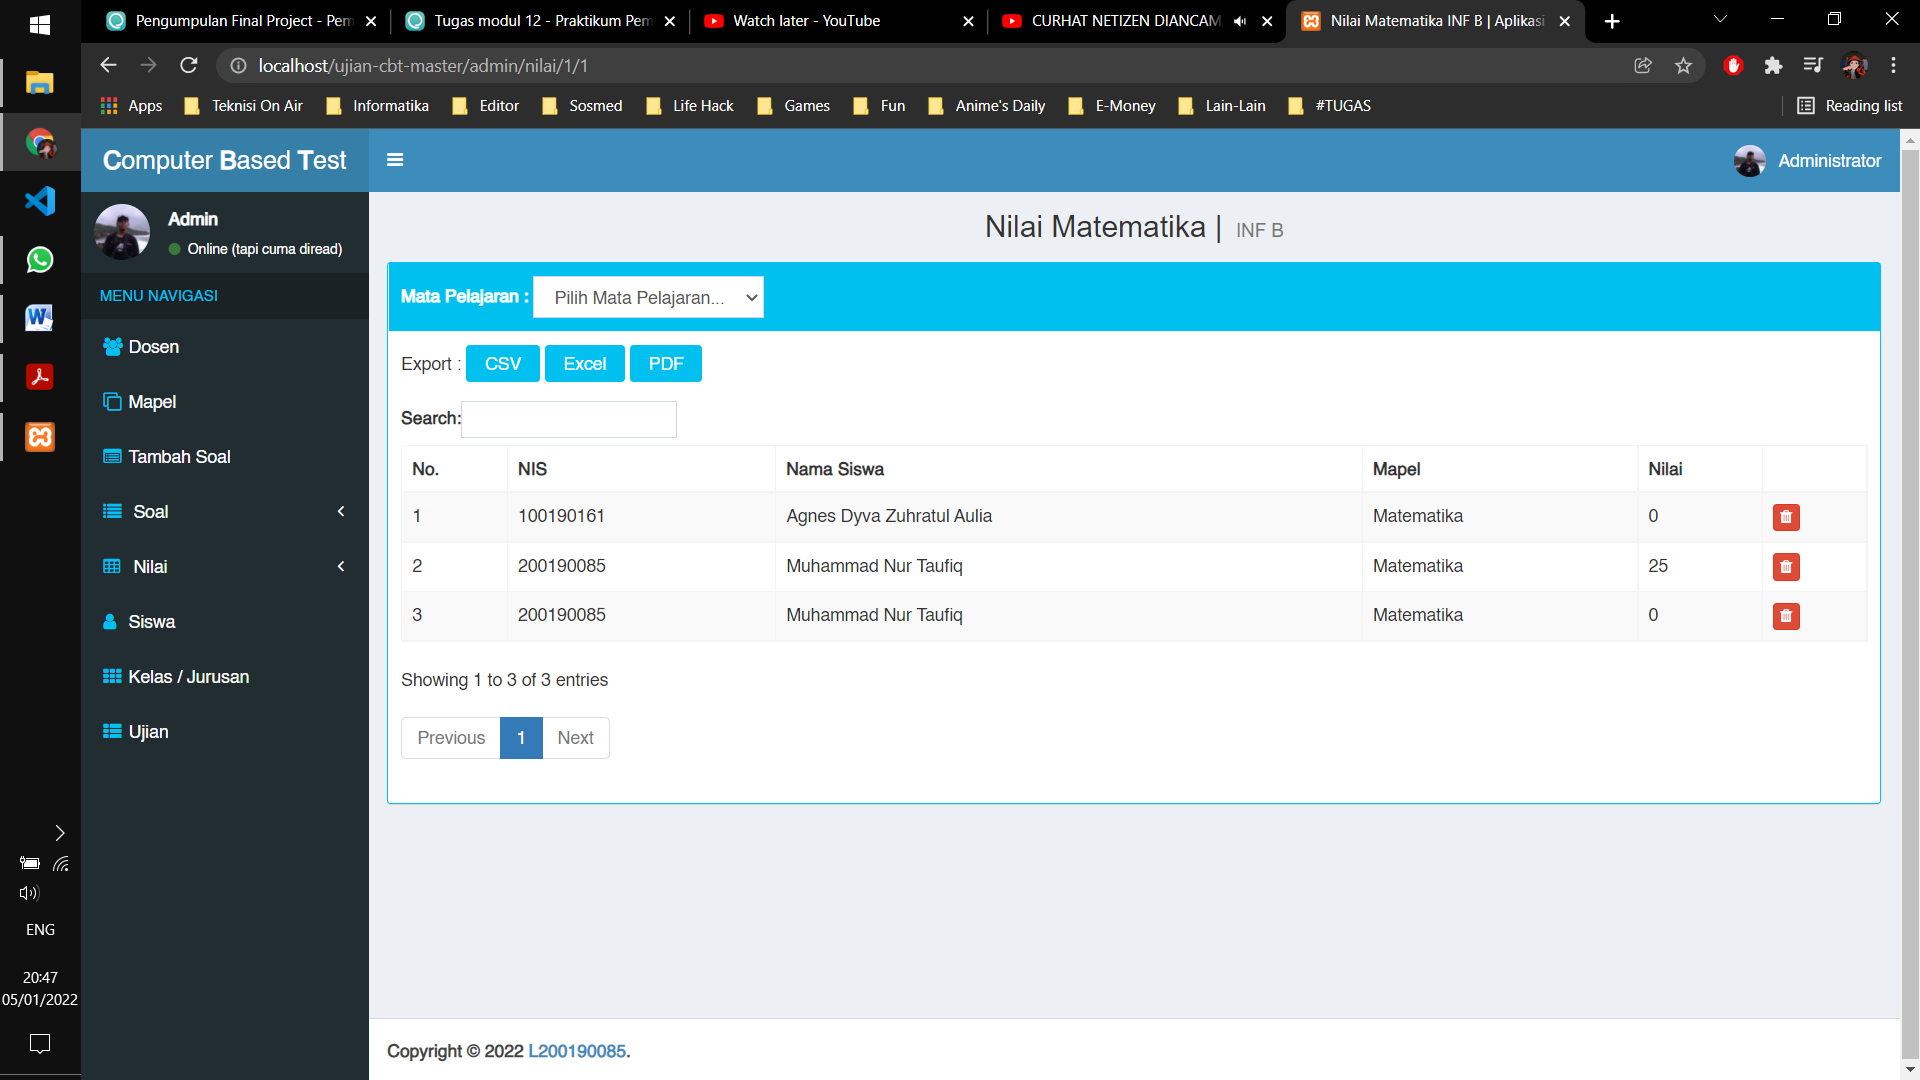 Pengumpulan Final Project - Pem
Tugas modul 12 - Praktikum Pem
Watch later - YouTube
CURHAT NETIZEN DIANCAM
Nilai Matematika INF B | Aplikasi
localhost/ujian-cbt-master/admin/nilai/1/1
Apps
Teknisi On Air
Informatika
Editor
Sosmed
Life Hack
Games
Fun
Anime's Daily
E-Money
Lain-Lain
#TUGAS
Reading list
Computer Based Test
Administrator
Admin
Online (tapi cuma diread)
MENU NAVIGASI
Dosen
Mapel
Tambah Soal
Soal
Nilai
Siswa
Kelas / Jurusan
Ujian
Nilai Matematika | INF B
Mata Pelajaran : Pilih Mata Pelajaran...
Export : CSV Excel PDF
Search:
No. NIS Nama Siswa Mapel Nilai
1 100190161 Agnes Dyva Zuhratul Aulia Matematika 0
2 200190085 Muhammad Nur Taufiq Matematika 25
3 200190085 Muhammad Nur Taufiq Matematika 0
Showing 1 to 3 of 3 entries
Previous 1 Next
Copyright © 2022 L200190085.
ENG
20:47
05/01/2022